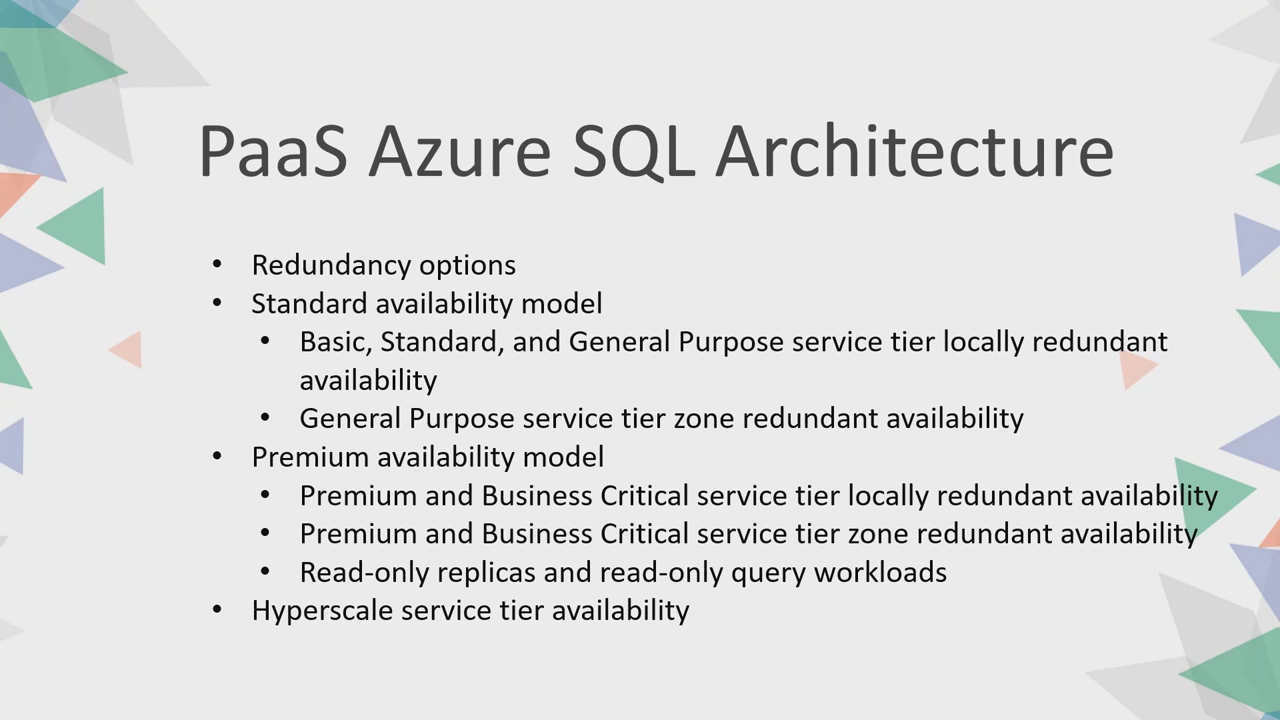 PaaS Azure SQL Architecture
• Redundancy options
• Standard availability model
• Basic, Standard, and General Purpose service tier locally redundant
availability
• General Purpose service tier zone redundant availability
• Premium availability model
• Premium and Business Critical service tier locally redundant availability
• Premium and Business Critical service tier zone redundant availability
• Read-only replicas and read-only query workloads
• Hyperscale service tier availability